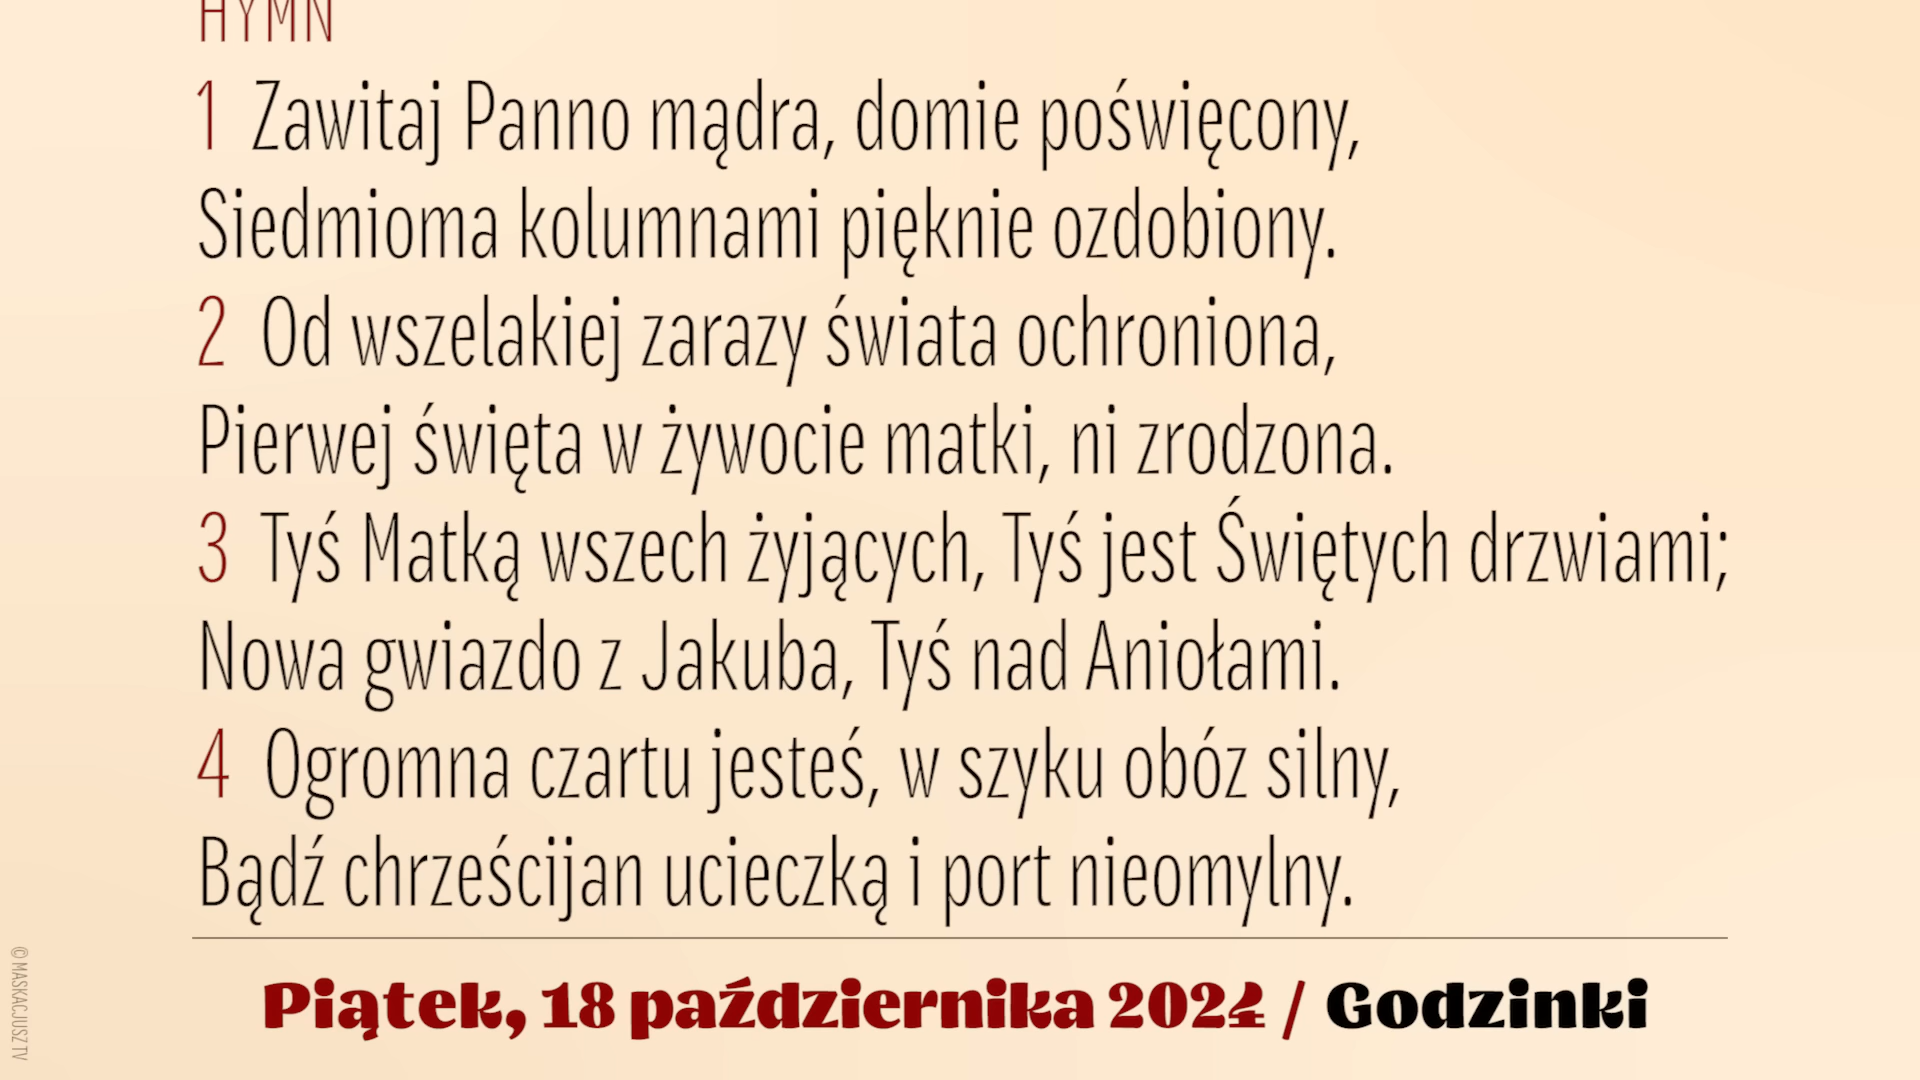 HYMN
1 Zawitaj Panno mądra, domie poświęcony,
Siedmioma kolumnami pięknie ozdobiony.
2 Od wszelakiej zarazy świata ochroniona,
Pierwej święta w żywocie matki, ni zrodzona.
3 Tyś Matką wszech żyjących, Tyś jest Świętych drzwiami;
Nowa gwiazdo z Jakuba, Tyś nad Aniołami.
4 Ogromna czartu jesteś, w szyku obóz silny,
Bądź chrześcijan ucieczką i port nieomylny.
Piątek, 18 października 2024 / Godzinki
© MASKACJUSZ TV